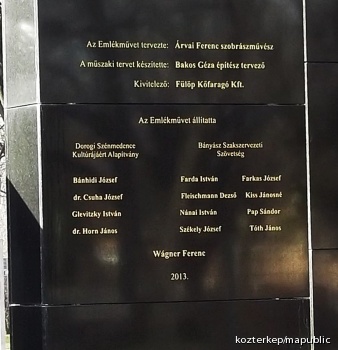 Az Emlékművet tervezte: Árvai Ferenc szobrászművész
A műszaki tervet készítette: Bakos Géza építész tervező
Kivitelező: Fülöp Kőfaragó Kft.
Az Emlékművet állíttatta
Dorogi Szénmedence
Kultúrájáért Alapítvány
Bányász Szakszervezeti
Szövetség
Bánhidi József
Farda István
Farkas József
dr. Csuha József
Fleischmann Dezső
Kiss Jánosné
Glevitzky István
Nánai István
Pap Sándor
dr. Horn János
Székely József
Tóth János
Wágner Ferenc
2013.
kozterkep/mapublic